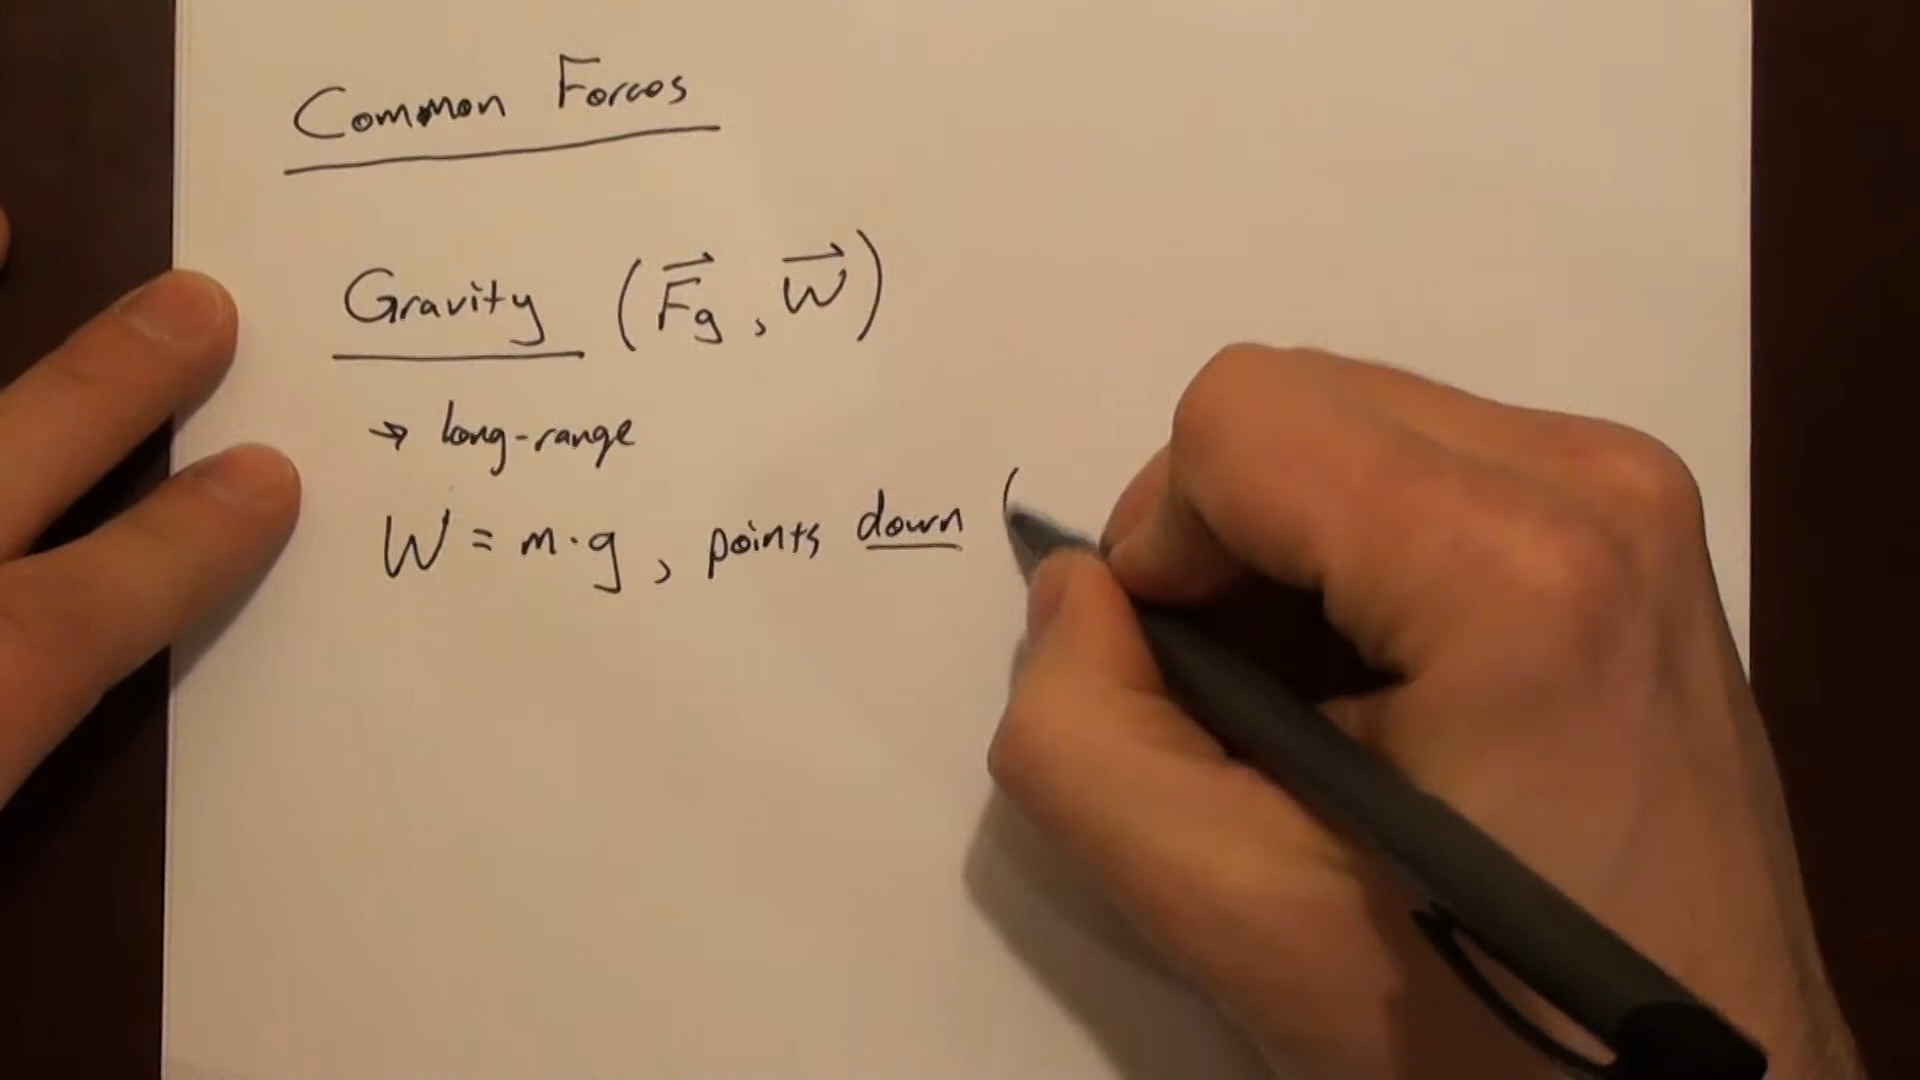 Common Forces
Gravity (F⃗g, W⃗)
→ long-range
W = m·g, points down (